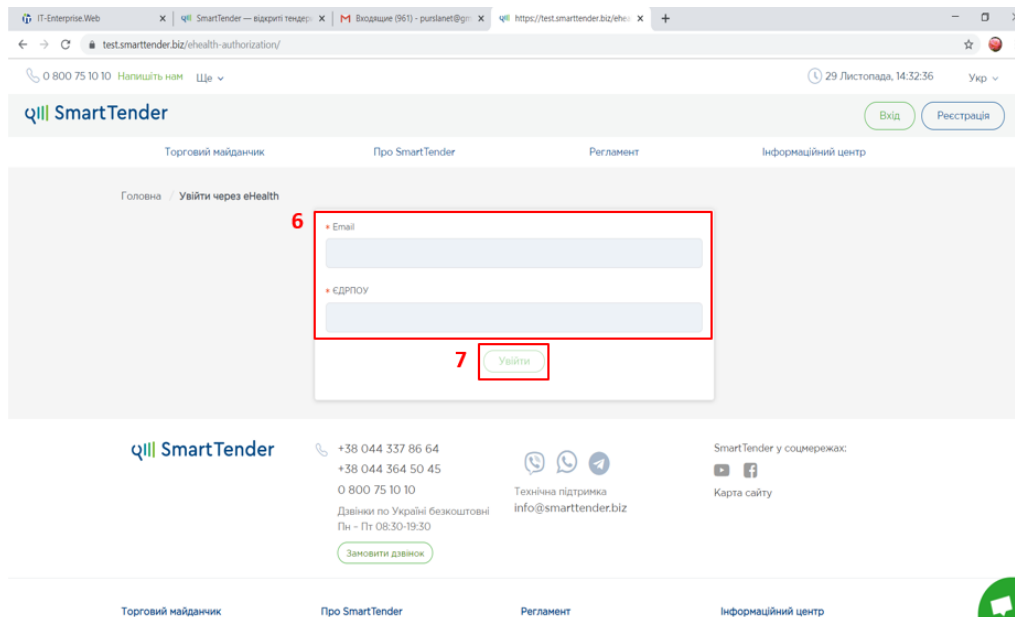 IT-Enterprise.Web
SmartTender — відкриті тендер
Входящие (961) - purslanet@gm
https://test.smarttender.biz/ehe
test.smarttender.biz/ehealth-authorization/
0 800 75 10 10 Напишіть нам Ще
29 Листопада, 14:32:36 Укр
SmartTender
Вхід Реєстрація
Торговий майданчик Про SmartTender Регламент Інформаційний центр
Головна / Увійти через eHealth
6
* Email
* ЄДРПОУ
7 Увійти
SmartTender
+38 044 337 86 64
+38 044 364 50 45
0 800 75 10 10
Дзвінки по Україні безкоштовні
Пн - Пт 08:30-19:30
Замовити дзвінок
Технічна підтримка
info@smarttender.biz
SmartTender у соцмережах:
Карта сайту
Торговий майданчик Про SmartTender Регламент Інформаційний центр